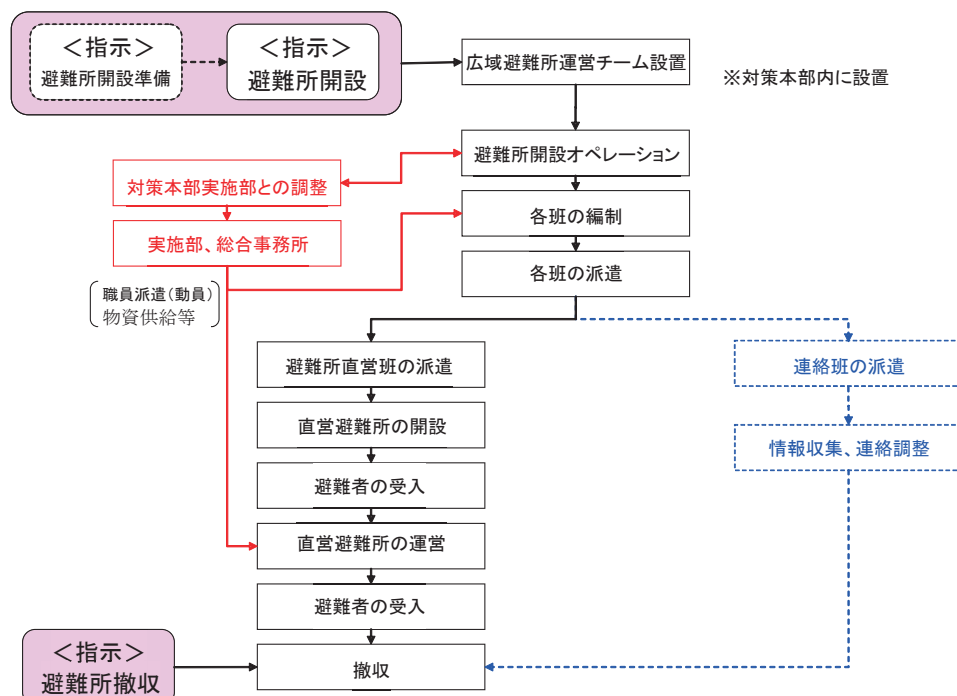 ＜指示＞
避難所開設準備
＜指示＞
避難所開設
広域避難所運営チーム設置
※対策本部内に設置
避難所開設オペレーション
対策本部実施部との調整
各班の編制
実施部、総合事務所
各班の派遣
職員派遣（動員）
物資供給等
避難所直営班の派遣
連絡班の派遣
直営避難所の開設
情報収集、連絡調整
避難者の受入
直営避難所の運営
避難者の受入
＜指示＞
避難所撤収
撤収